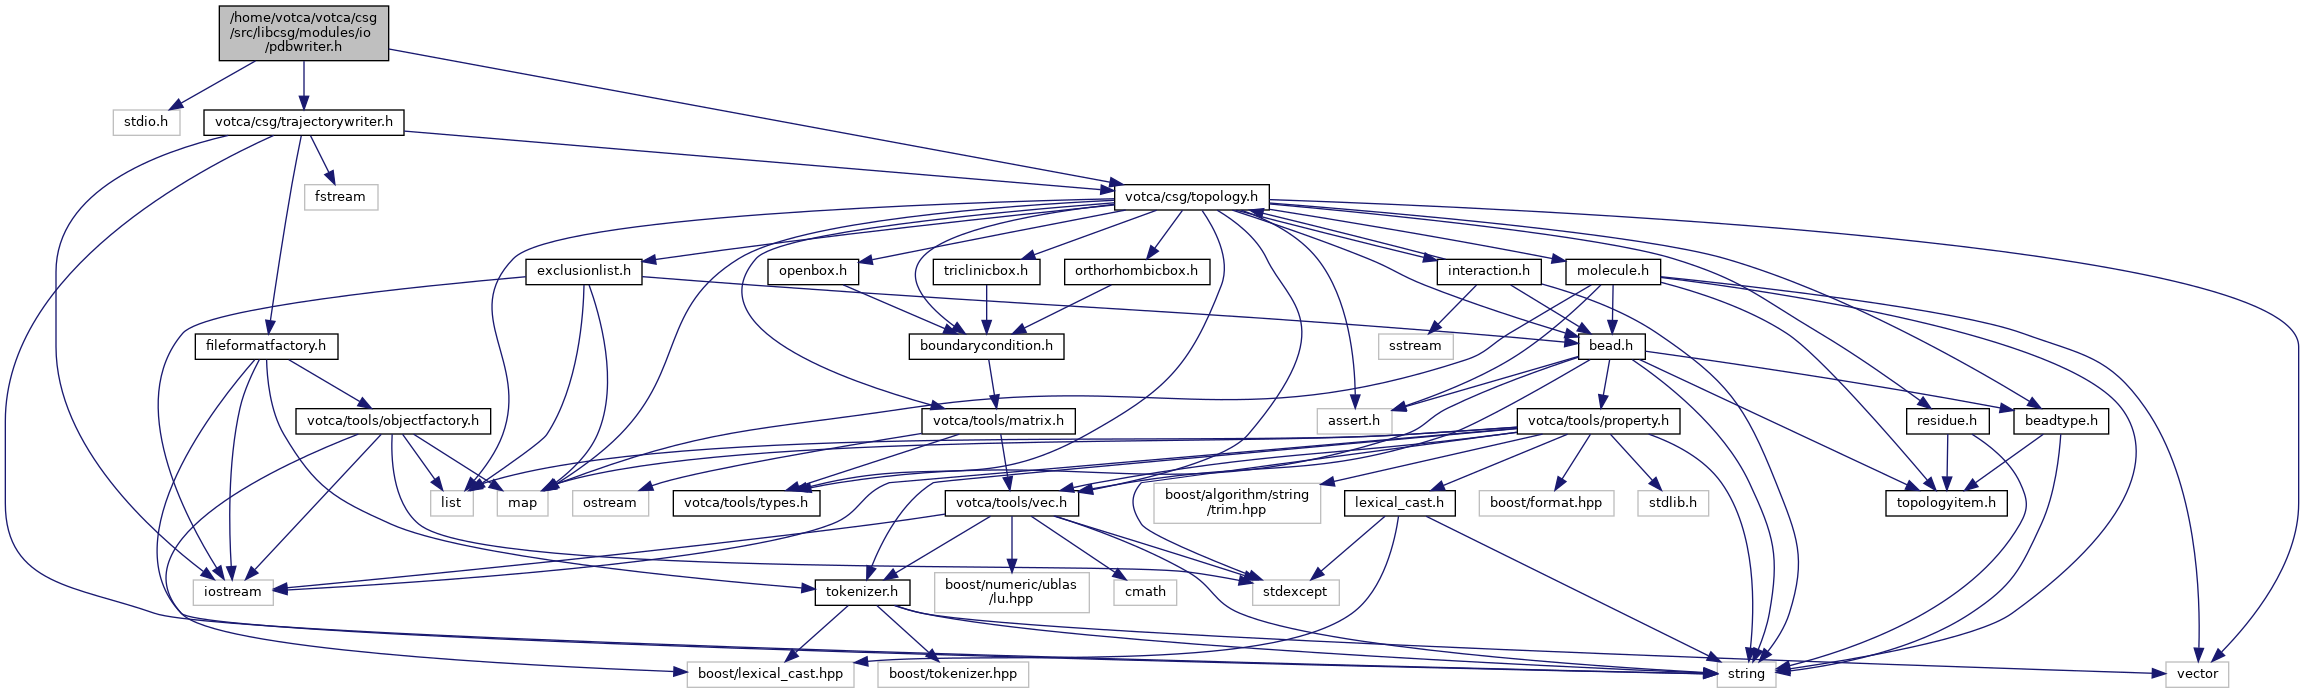 /home/votca/votca/csg
/src/libcsg/modules/io
/pdbwriter.h
stdio.h
votca/csg/trajectorywriter.h
fstream
votca/csg/topology.h
exclusionlist.h
openbox.h
triclinicbox.h
orthorhombicbox.h
interaction.h
molecule.h
fileformatfactory.h
boundarycondition.h
sstream
bead.h
votca/tools/objectfactory.h
votca/tools/matrix.h
assert.h
votca/tools/property.h
residue.h
beadtype.h
list
map
ostream
votca/tools/types.h
votca/tools/vec.h
boost/algorithm/string
/trim.hpp
lexical_cast.h
boost/format.hpp
stdlib.h
topologyitem.h
iostream
tokenizer.h
boost/numeric/ublas
/lu.hpp
cmath
stdexcept
boost/lexical_cast.hpp
boost/tokenizer.hpp
string
vector